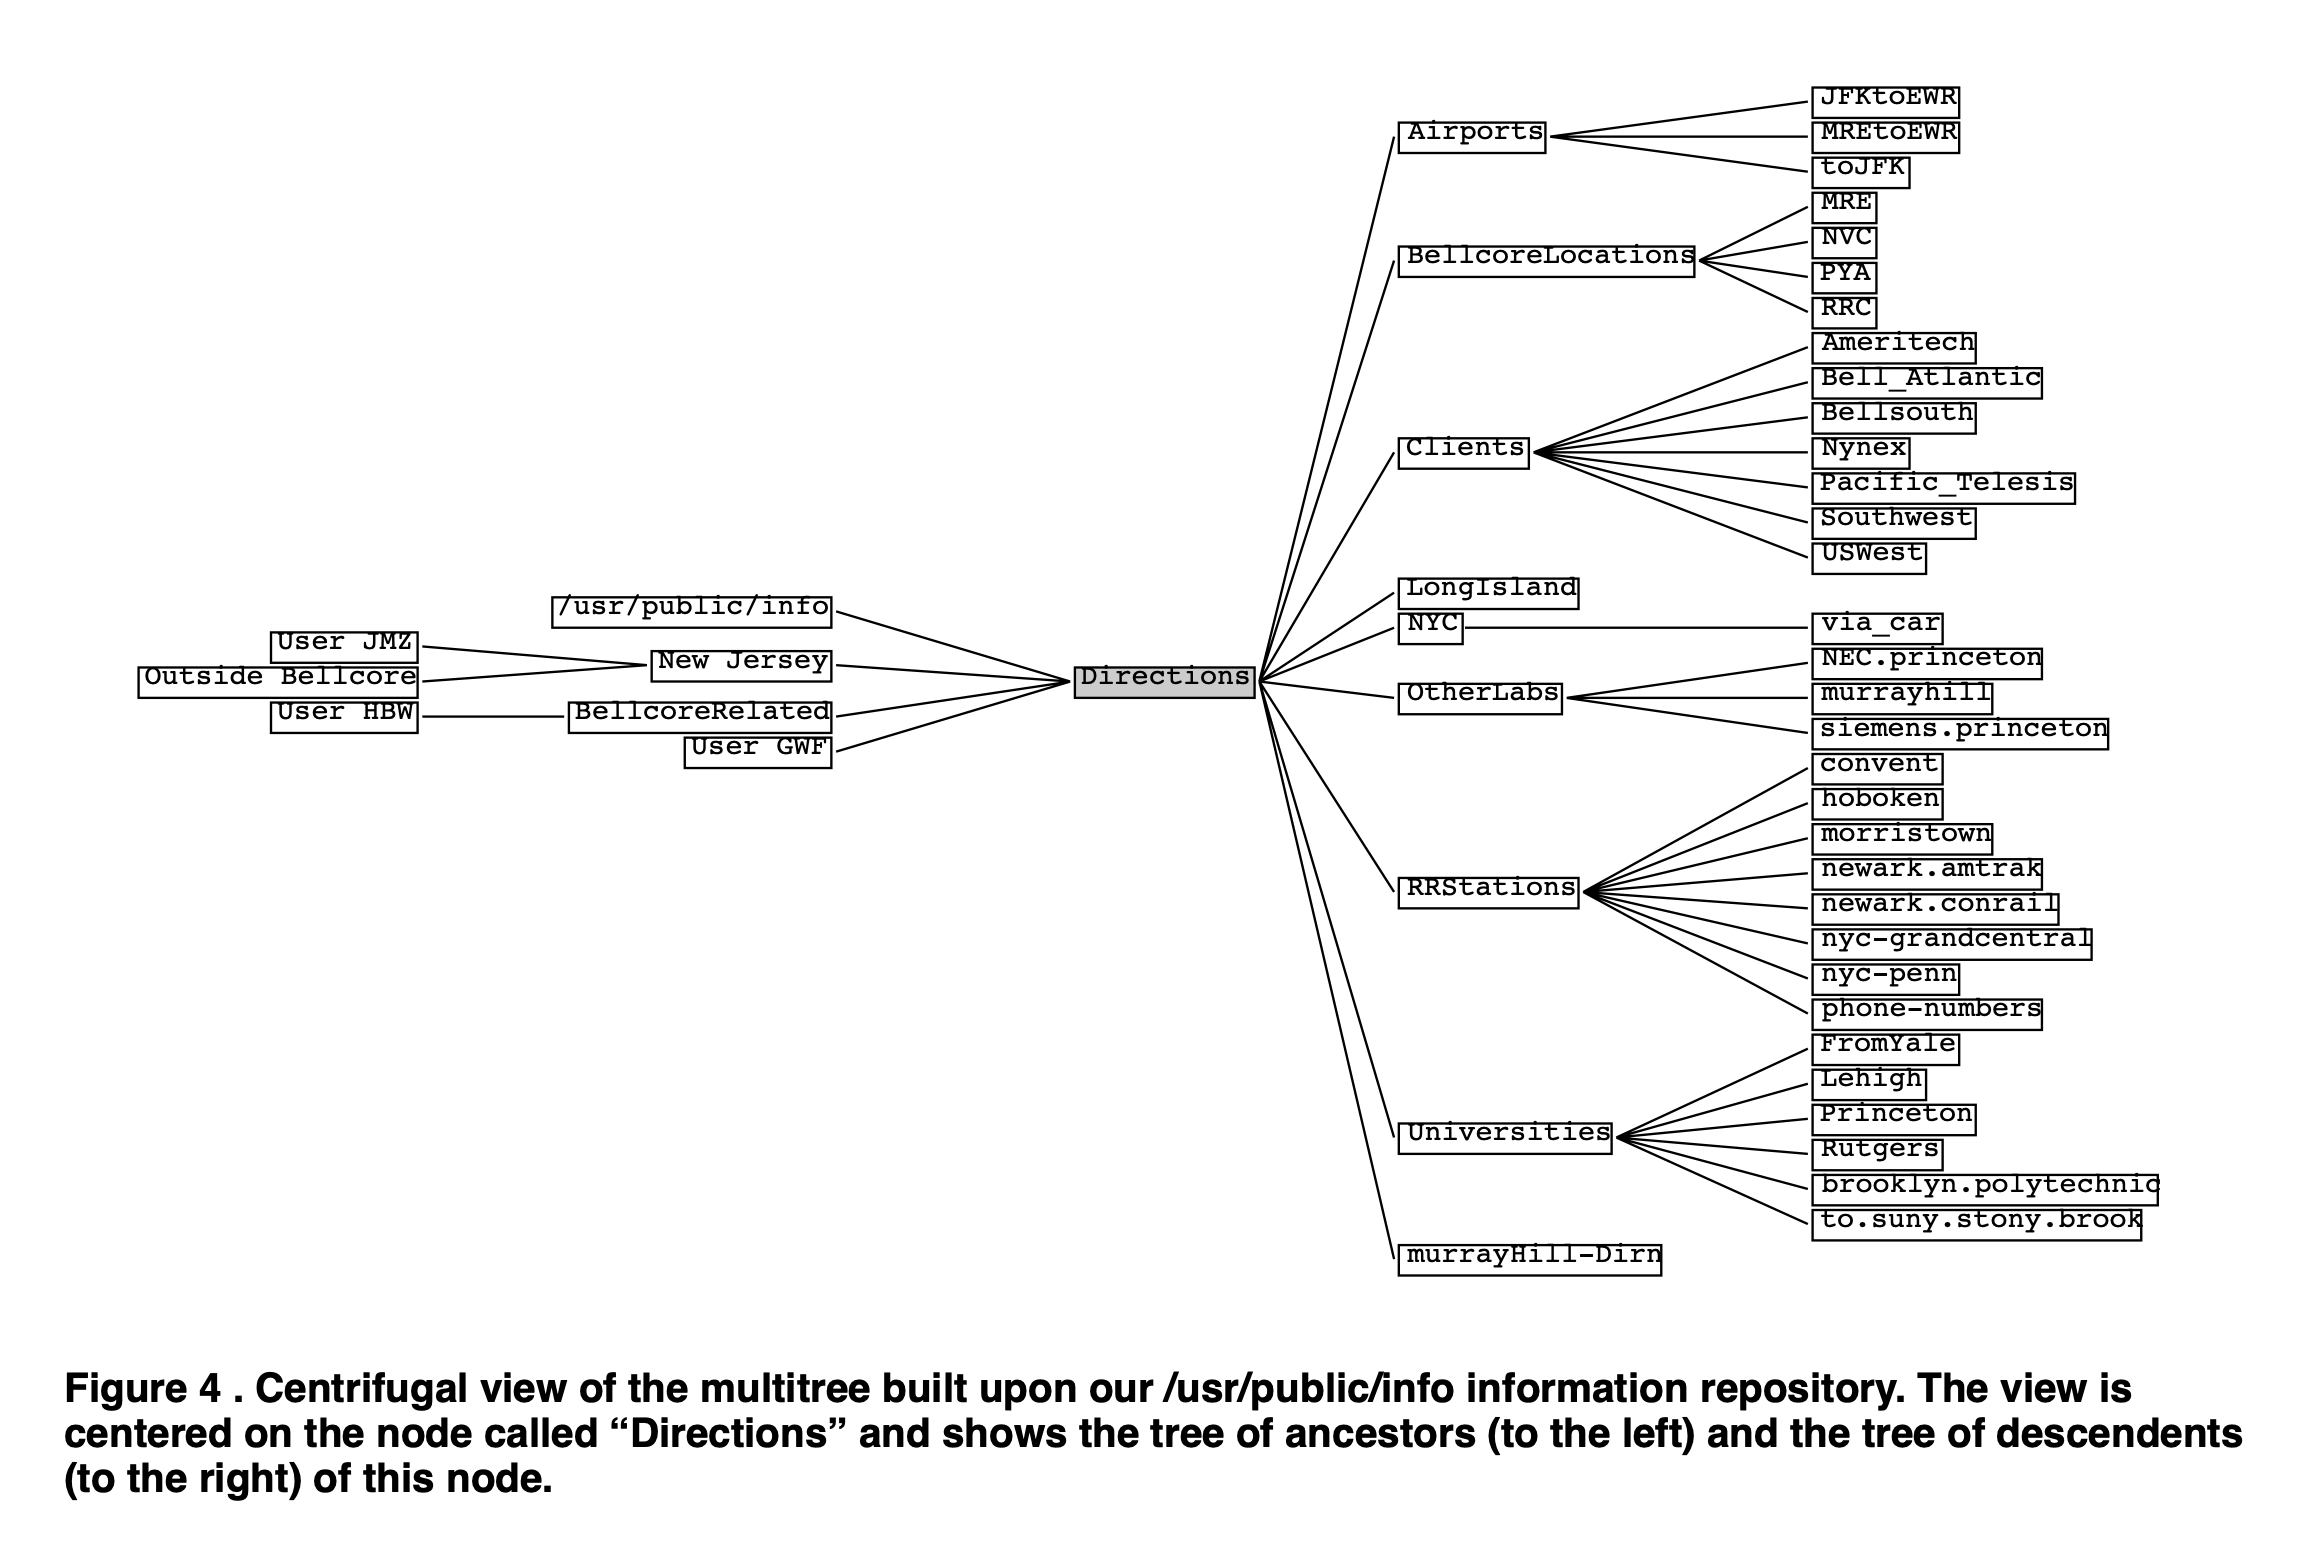 JFKtoEWR
Airports
MREtoEWR
toJFK
MRE
NVC
BellcoreLocations
PYA
RRC
Ameritech
Bell_Atlantic
Bellsouth
Clients
Nynex
Pacific_Telesis
Southwest
USWest
LongIsland
/usr/public/info
NYC
via_car
User JMZ
New Jersey
NEC.princeton
Outside Bellcore
Directions
OtherLabs
murrayhill
User HBW
BellcoreRelated
siemens.princeton
User GWF
convent
hoboken
morristown
newark.amtrak
RRStations
newark.conrail
nyc-grandcentral
nyc-penn
phone-numbers
FromYale
Lehigh
Princeton
Universities
Rutgers
brooklyn.polytechnic
to.suny.stony.brook
murrayHill-Dirn
Figure 4 . Centrifugal view of the multitree built upon our /usr/public/info information repository. The view is
centered on the node called “Directions” and shows the tree of ancestors (to the left) and the tree of descendents
(to the right) of this node.